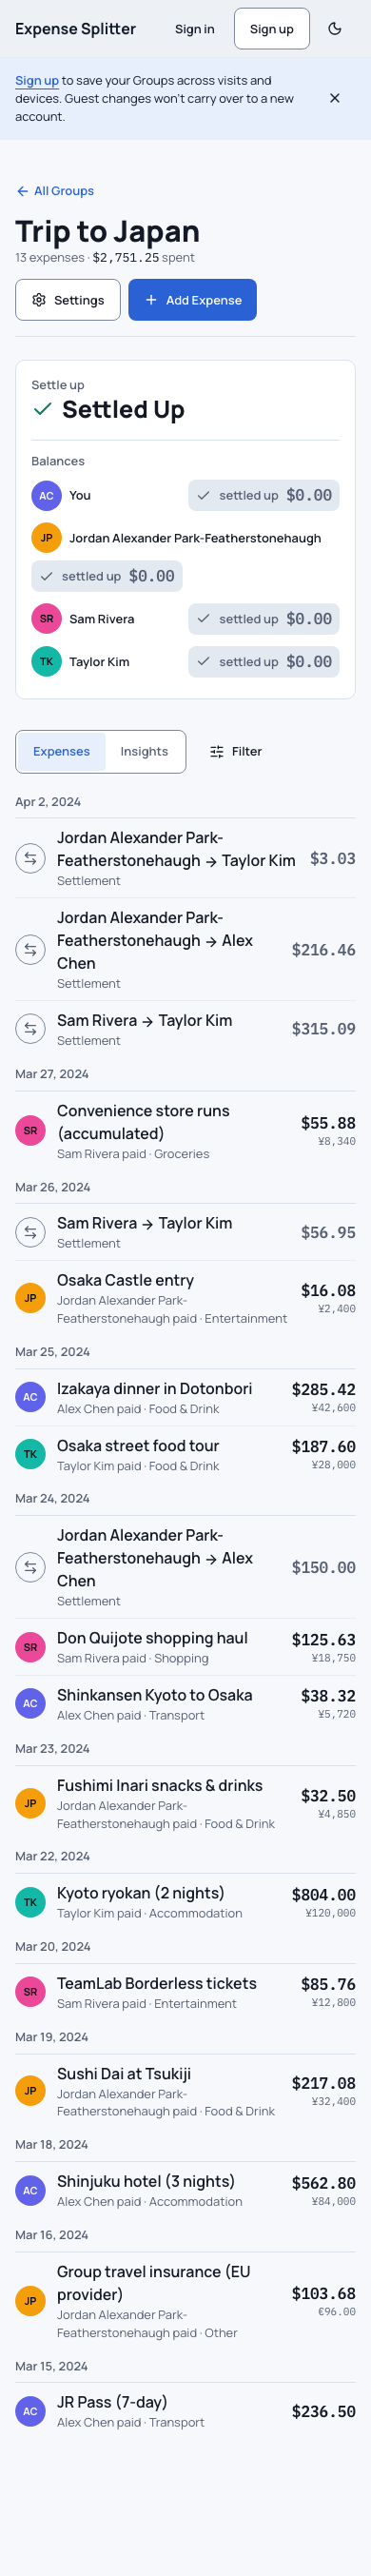 Expense Splitter
Sign in
Sign up
Sign up to save your Groups across visits and
devices. Guest changes won't carry over to a new
account.
← All Groups
Trip to Japan
13 expenses · $2,751.25 spent
Settings
+ Add Expense
Settle up
Settled Up
Balances
AC You settled up $0.00
JP Jordan Alexander Park-Featherstonehaugh
settled up $0.00
SR Sam Rivera settled up $0.00
TK Taylor Kim settled up $0.00
Expenses Insights Filter
Apr 2, 2024
Jordan Alexander Park-
Featherstonehaugh → Taylor Kim $3.03
Settlement
Jordan Alexander Park-
Featherstonehaugh → Alex
Chen $216.46
Settlement
Sam Rivera → Taylor Kim $315.09
Settlement
Mar 27, 2024
SR Convenience store runs
(accumulated) $55.88
Sam Rivera paid · Groceries ¥8,340
Mar 26, 2024
Sam Rivera → Taylor Kim $56.95
Settlement
JP Osaka Castle entry $16.08
Jordan Alexander Park- ¥2,400
Featherstonehaugh paid · Entertainment
Mar 25, 2024
AC Izakaya dinner in Dotonbori $285.42
Alex Chen paid · Food & Drink ¥42,600
TK Osaka street food tour $187.60
Taylor Kim paid · Food & Drink ¥28,000
Mar 24, 2024
Jordan Alexander Park-
Featherstonehaugh → Alex
Chen $150.00
Settlement
SR Don Quijote shopping haul $125.63
Sam Rivera paid · Shopping ¥18,750
AC Shinkansen Kyoto to Osaka $38.32
Alex Chen paid · Transport ¥5,720
Mar 23, 2024
JP Fushimi Inari snacks & drinks $32.50
Jordan Alexander Park- ¥4,850
Featherstonehaugh paid · Food & Drink
Mar 22, 2024
TK Kyoto ryokan (2 nights) $804.00
Taylor Kim paid · Accommodation ¥120,000
Mar 20, 2024
SR TeamLab Borderless tickets $85.76
Sam Rivera paid · Entertainment ¥12,800
Mar 19, 2024
JP Sushi Dai at Tsukiji $217.08
Jordan Alexander Park- ¥32,400
Featherstonehaugh paid · Food & Drink
Mar 18, 2024
AC Shinjuku hotel (3 nights) $562.80
Alex Chen paid · Accommodation ¥84,000
Mar 16, 2024
JP Group travel insurance (EU
provider) $103.68
Jordan Alexander Park- €96.00
Featherstonehaugh paid · Other
Mar 15, 2024
AC JR Pass (7-day) $236.50
Alex Chen paid · Transport